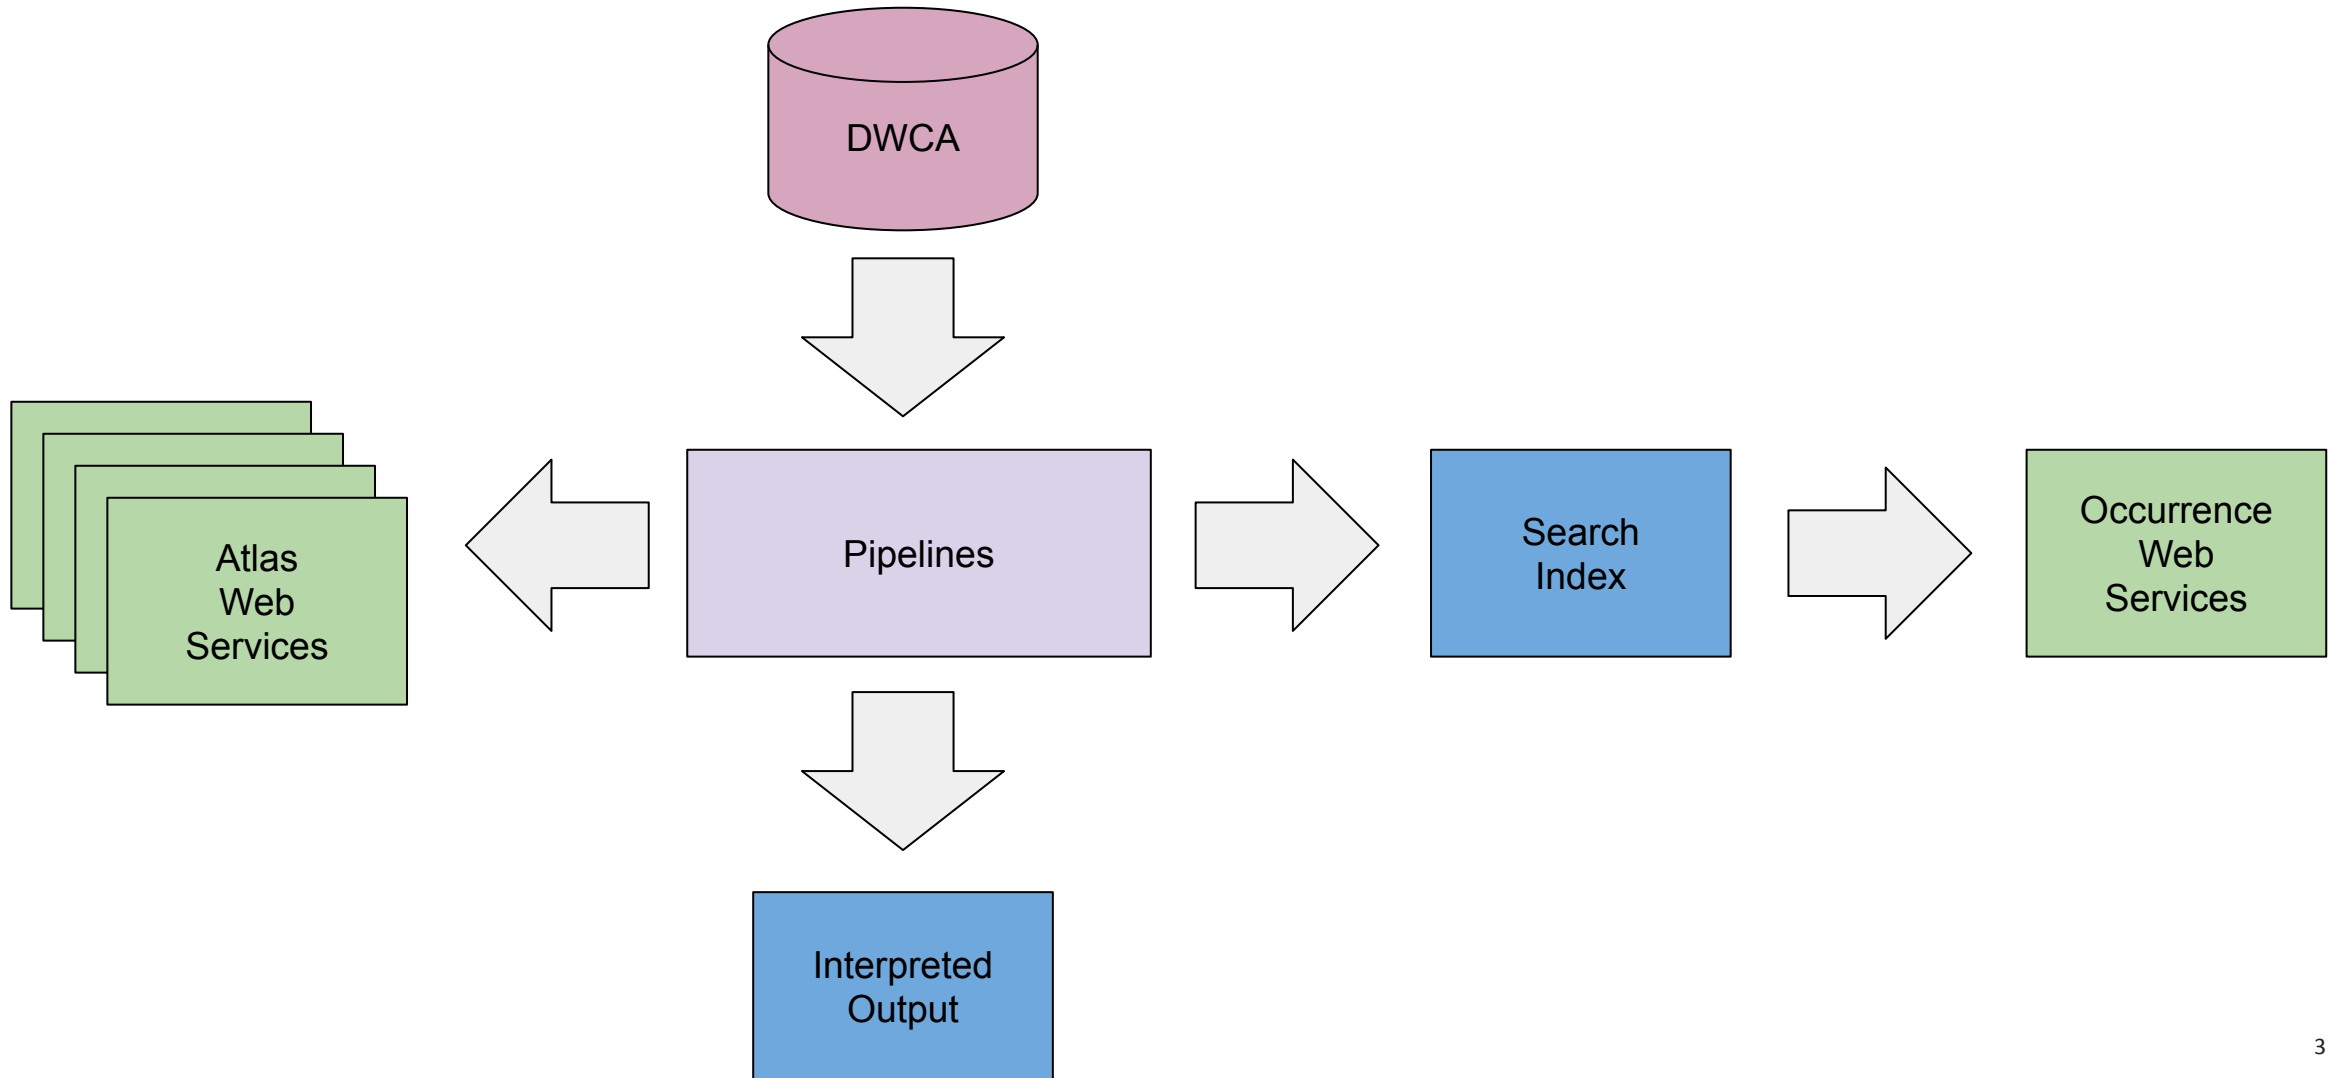 DWCA
Atlas
Web
Services
Pipelines
Search
Index
Occurrence
Web
Services
Interpreted
Output
3